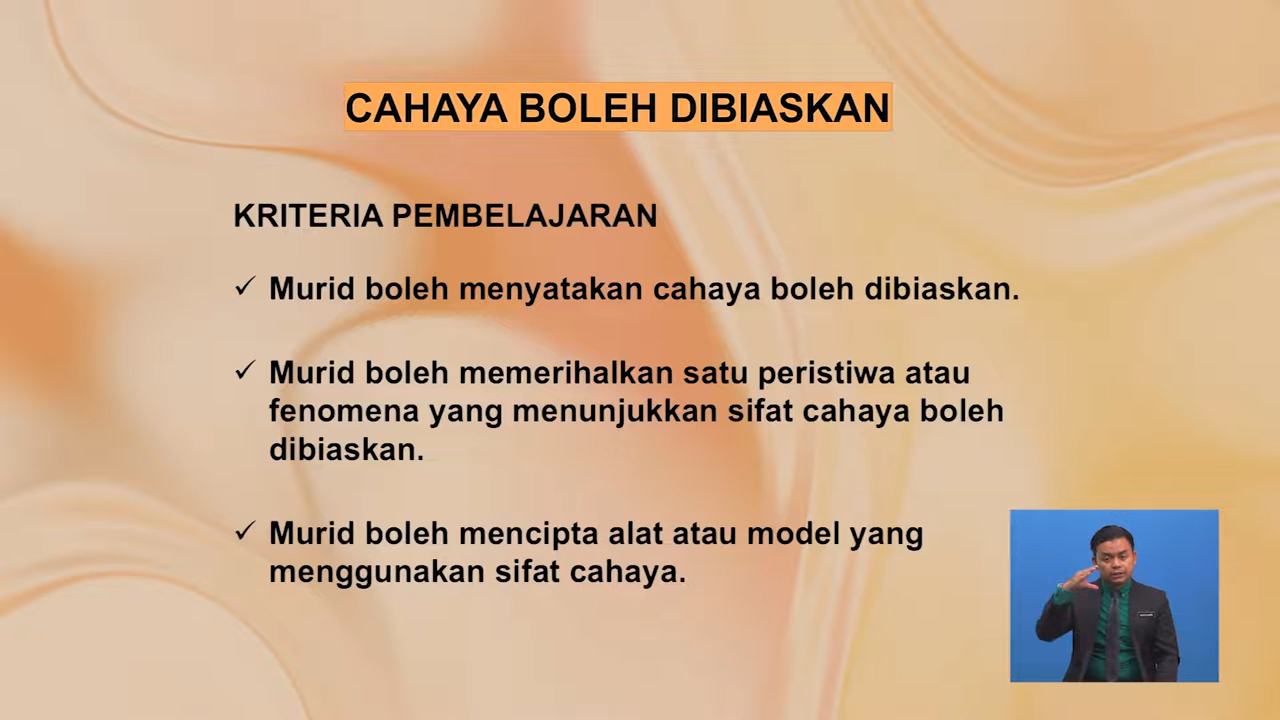 CAHAYA BOLEH DIBIASKAN
KRITERIA PEMBELAJARAN
✓ Murid boleh menyatakan cahaya boleh dibiaskan.
✓ Murid boleh memerihalkan satu peristiwa atau
fenomena yang menunjukkan sifat cahaya boleh
dibiaskan.
✓ Murid boleh mencipta alat atau model yang
menggunakan sifat cahaya.